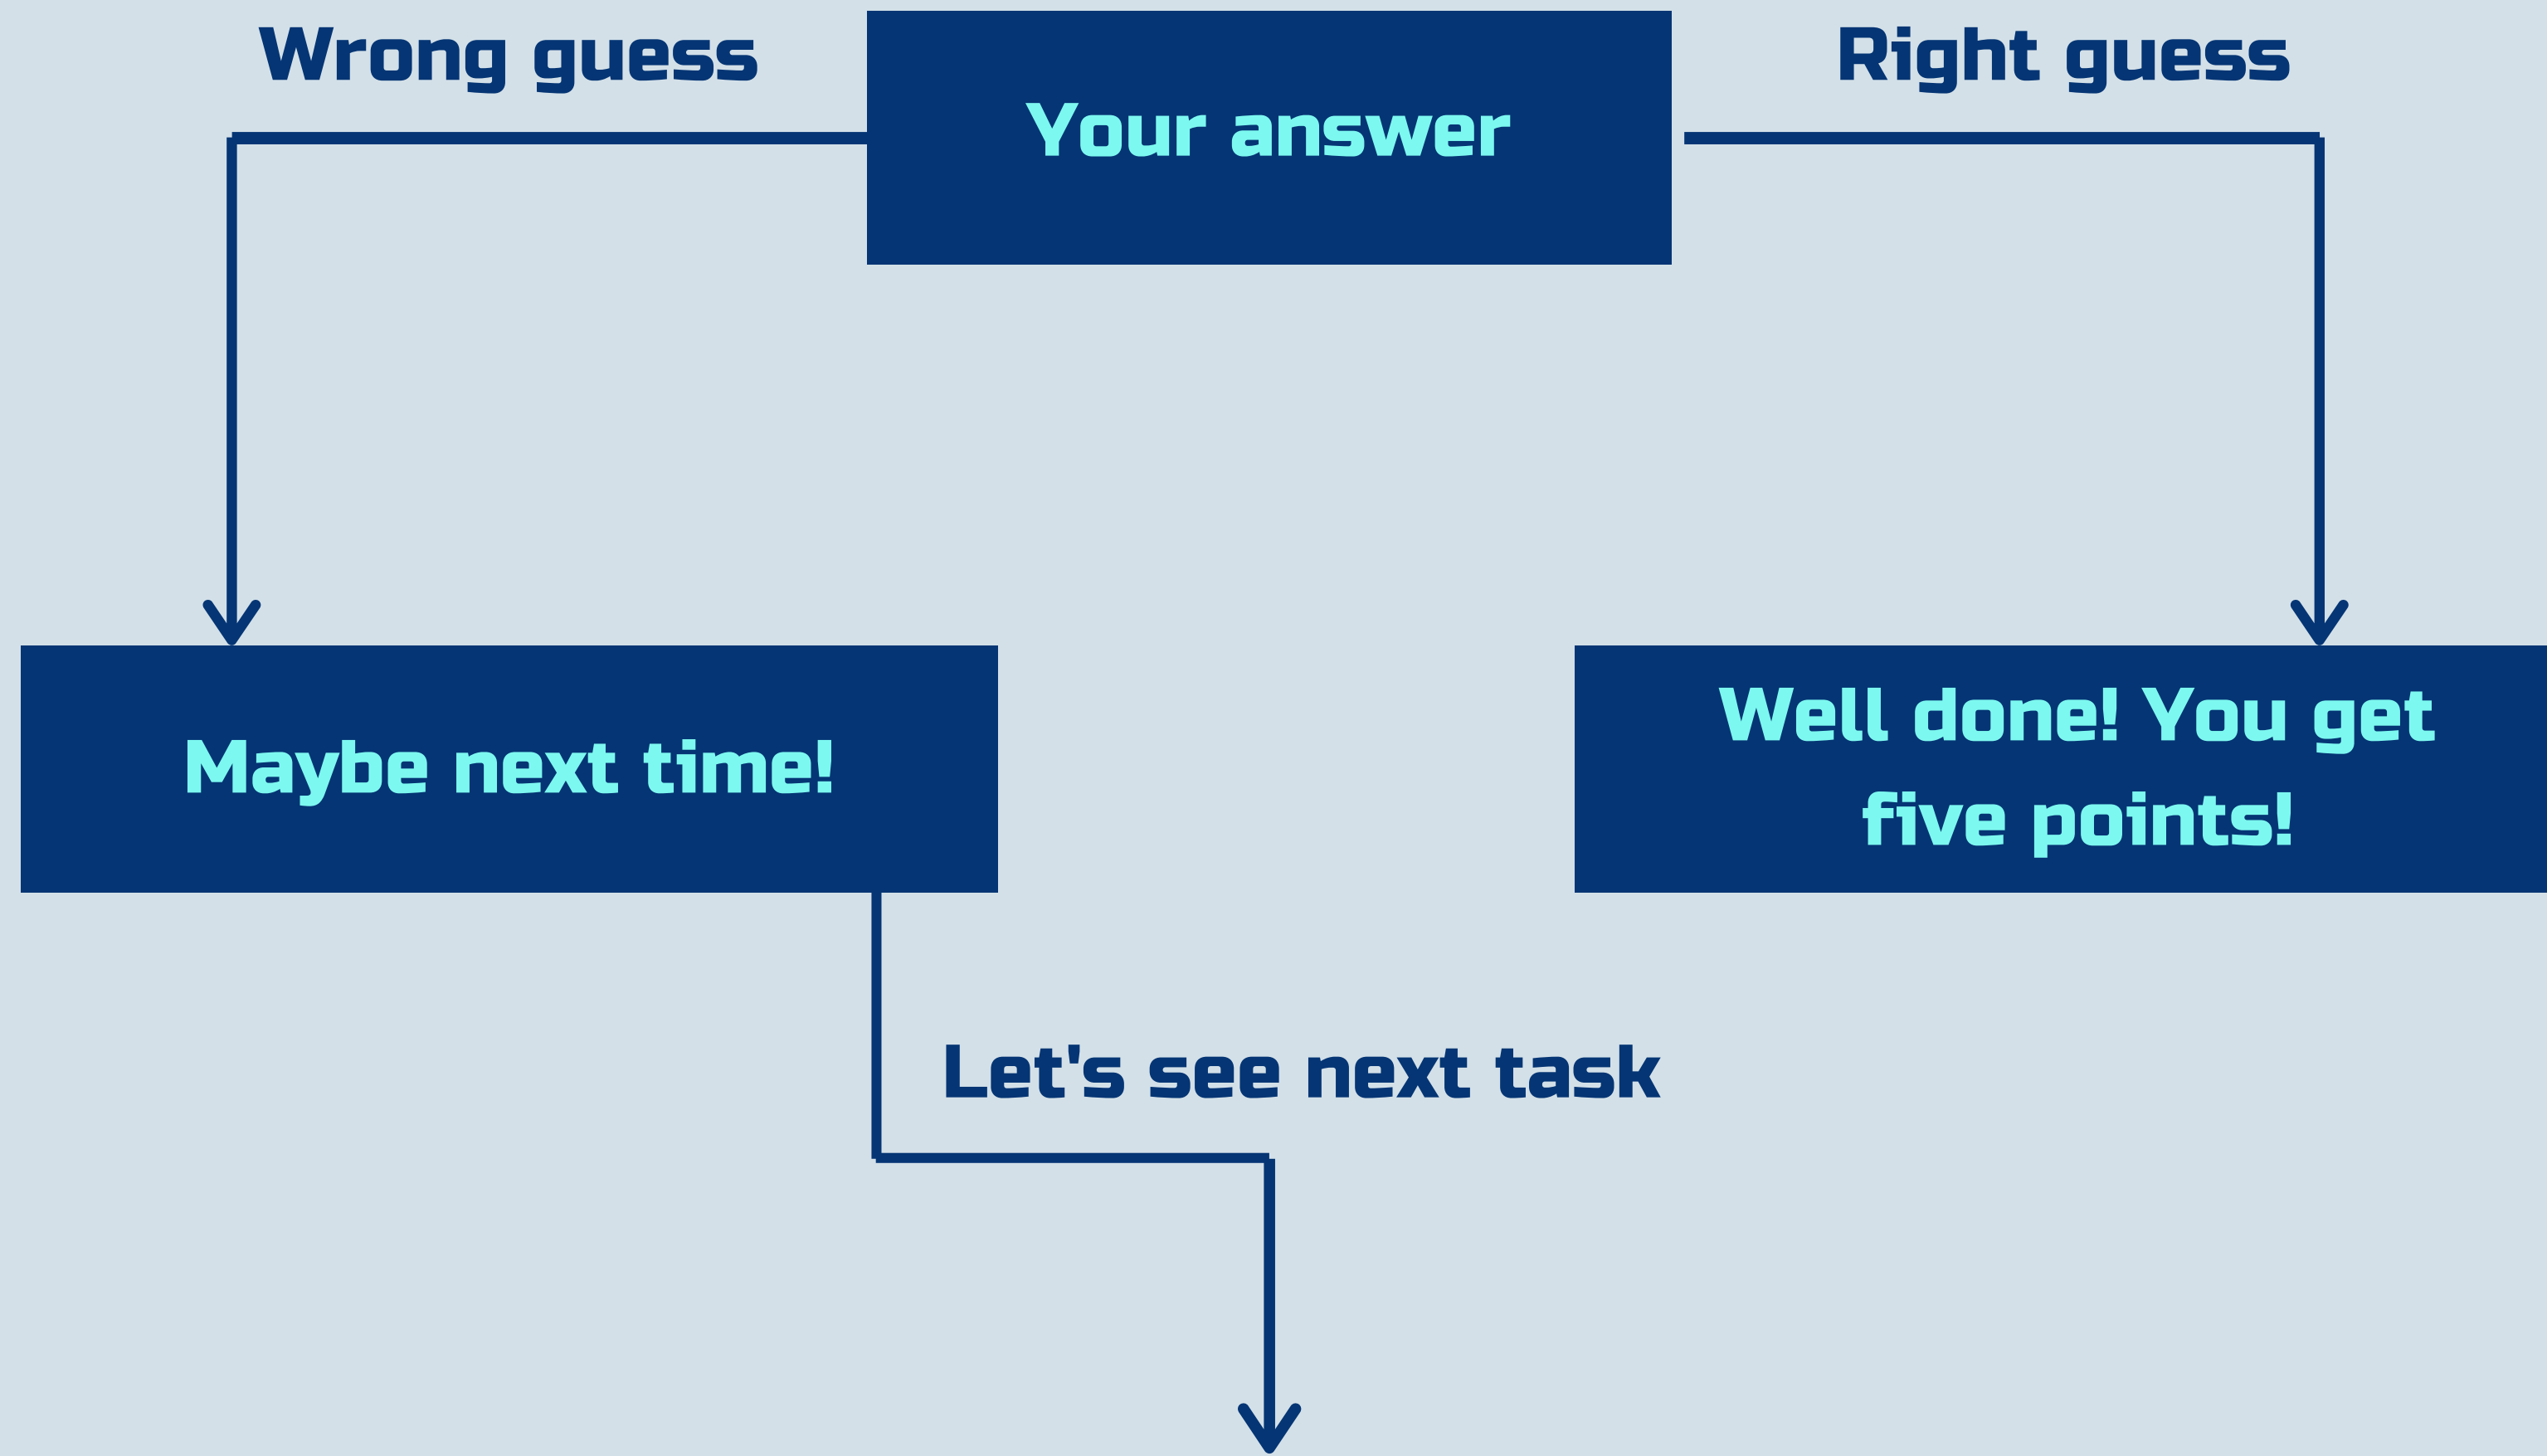 Wrong guess
Your answer
Right guess
Maybe next time!
Well done! You get
five points!
Let's see next task